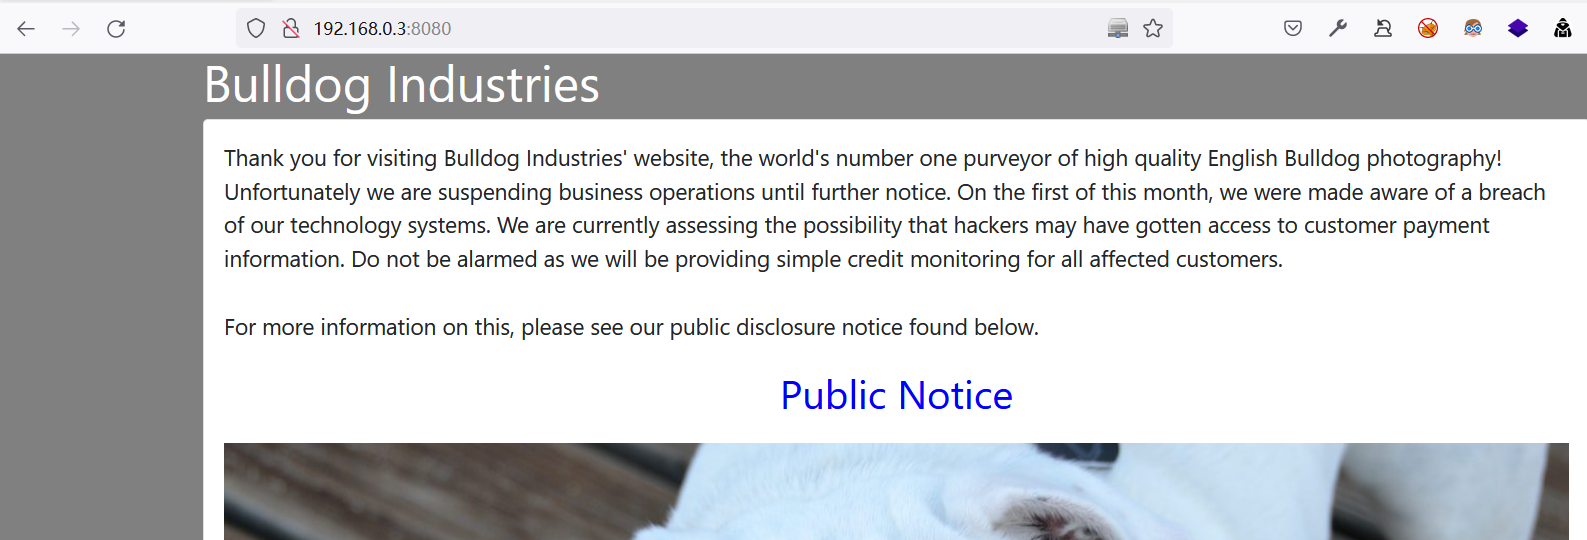 192.168.0.3:8080
Bulldog Industries
Thank you for visiting Bulldog Industries' website, the world's number one purveyor of high quality English Bulldog photography!
Unfortunately we are suspending business operations until further notice. On the first of this month, we were made aware of a breach
of our technology systems. We are currently assessing the possibility that hackers may have gotten access to customer payment
information. Do not be alarmed as we will be providing simple credit monitoring for all affected customers.
For more information on this, please see our public disclosure notice found below.
Public Notice